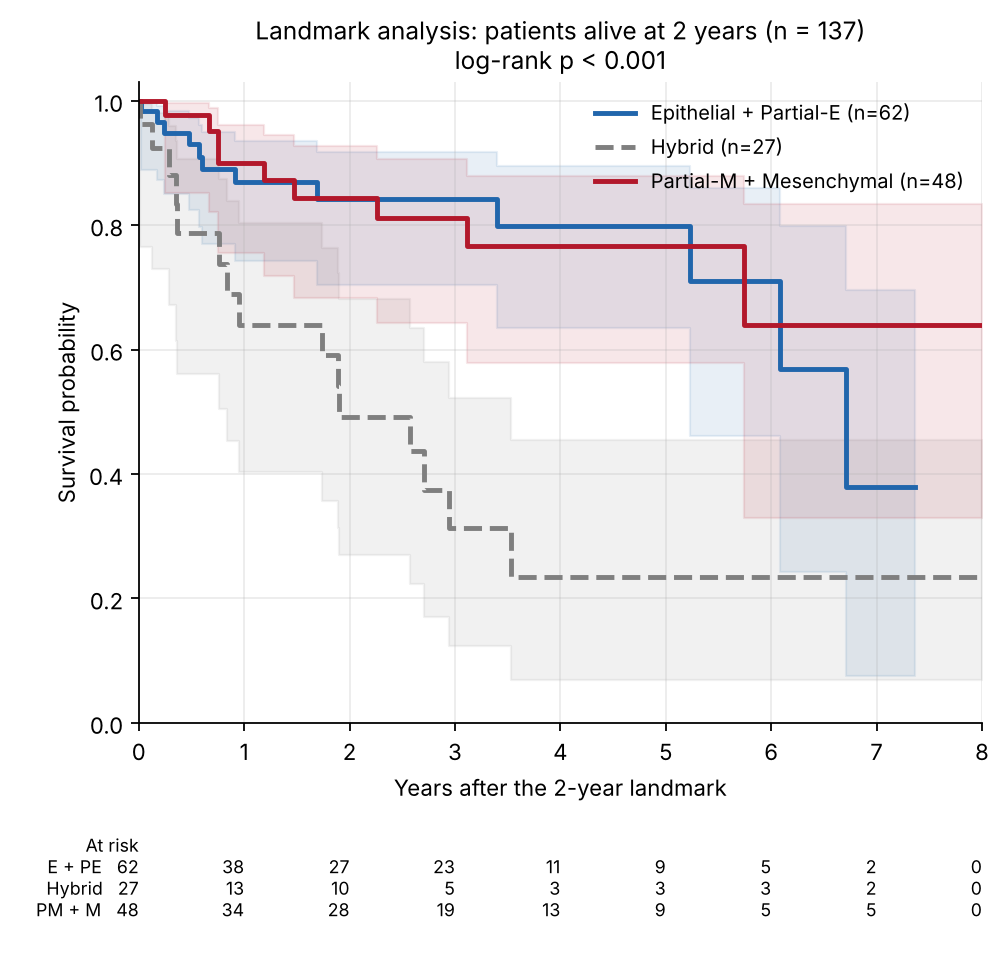 Landmark analysis: patients alive at 2 years (n = 137)
log-rank p < 0.001
Epithelial + Partial-E (n=62)
Hybrid (n=27)
Partial-M + Mesenchymal (n=48)
Survival probability
1.0
0.8
0.6
0.4
0.2
0.0
0 1 2 3 4 5 6 7 8
Years after the 2-year landmark
At risk
E + PE 62 38 27 23 11 9 5 2 0
Hybrid 27 13 10 5 3 3 3 2 0
PM + M 48 34 28 19 13 9 5 5 0